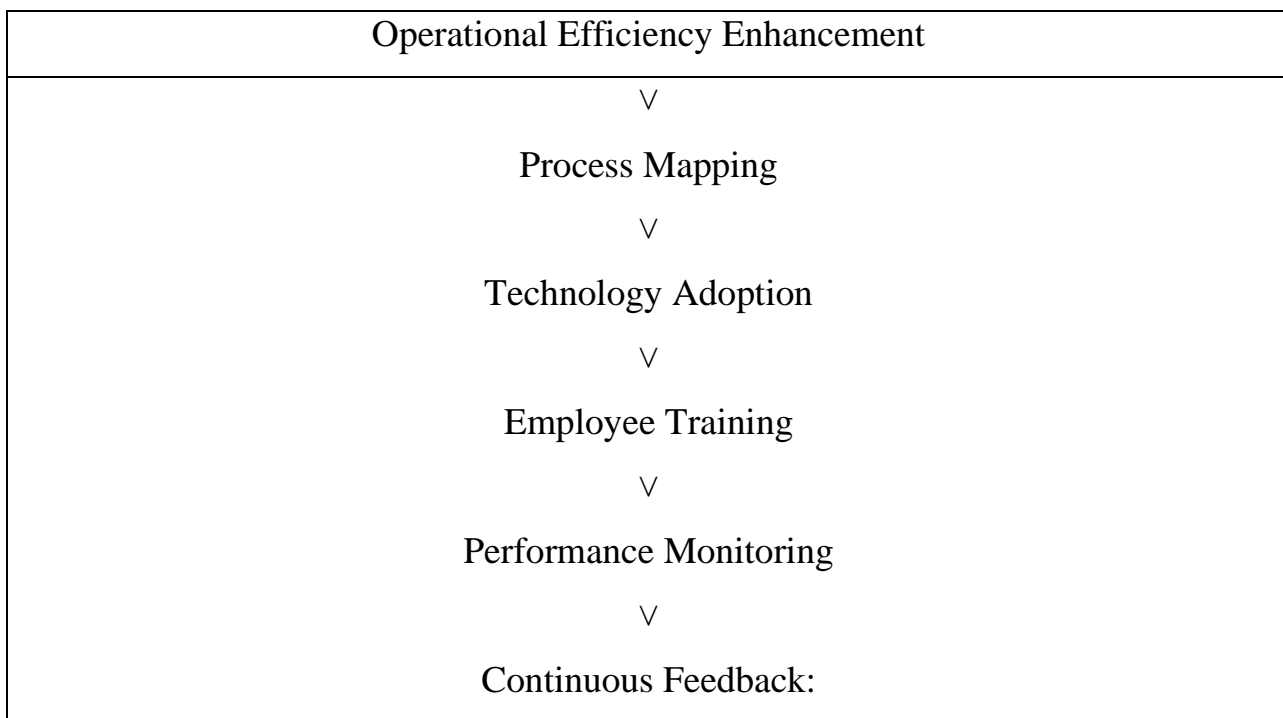 Operational Efficiency Enhancement
\/
Process Mapping
\/
Technology Adoption
\/
Employee Training
\/
Performance Monitoring
\/
Continuous Feedback: